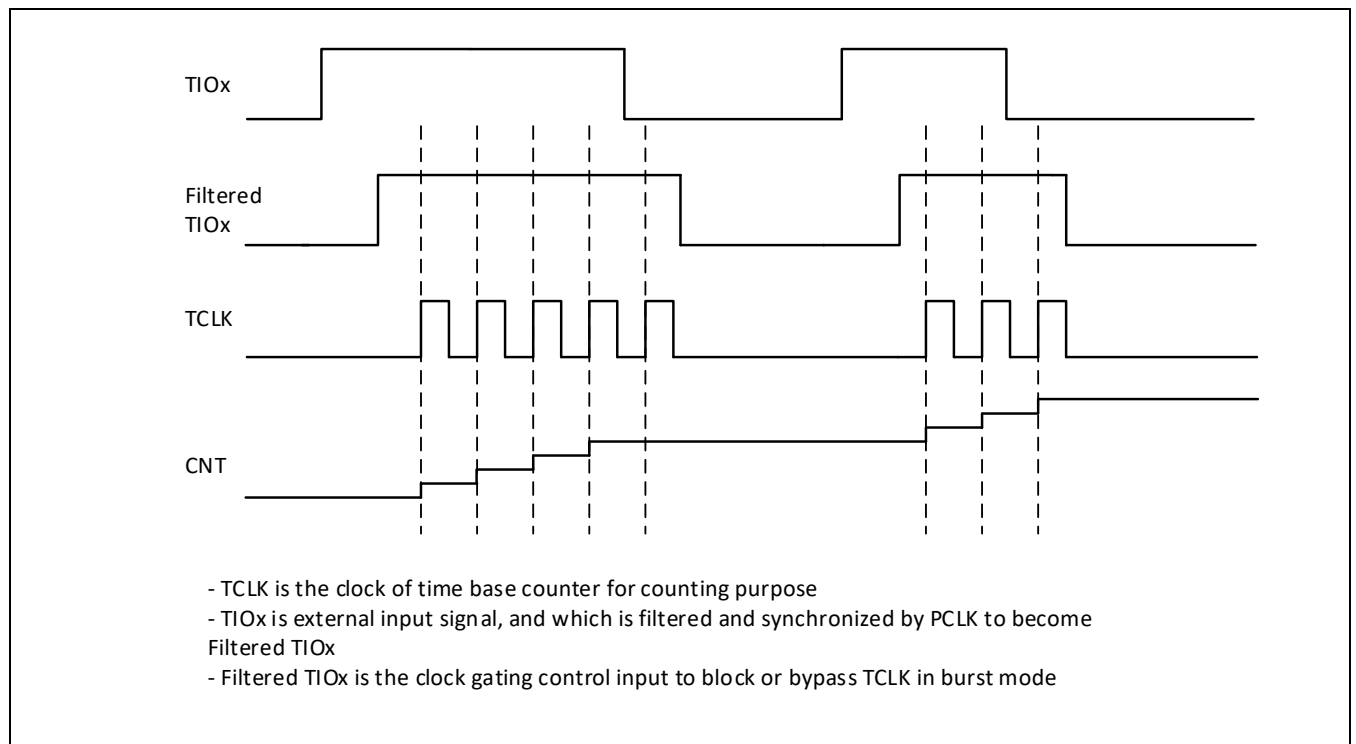 TIOx
Filtered
TIOx
TCLK
CNT
- TCLK is the clock of time base counter for counting purpose
- TIOx is external input signal, and which is filtered and synchronized by PCLK to become
Filtered TIOx
- Filtered TIOx is the clock gating control input to block or bypass TCLK in burst mode